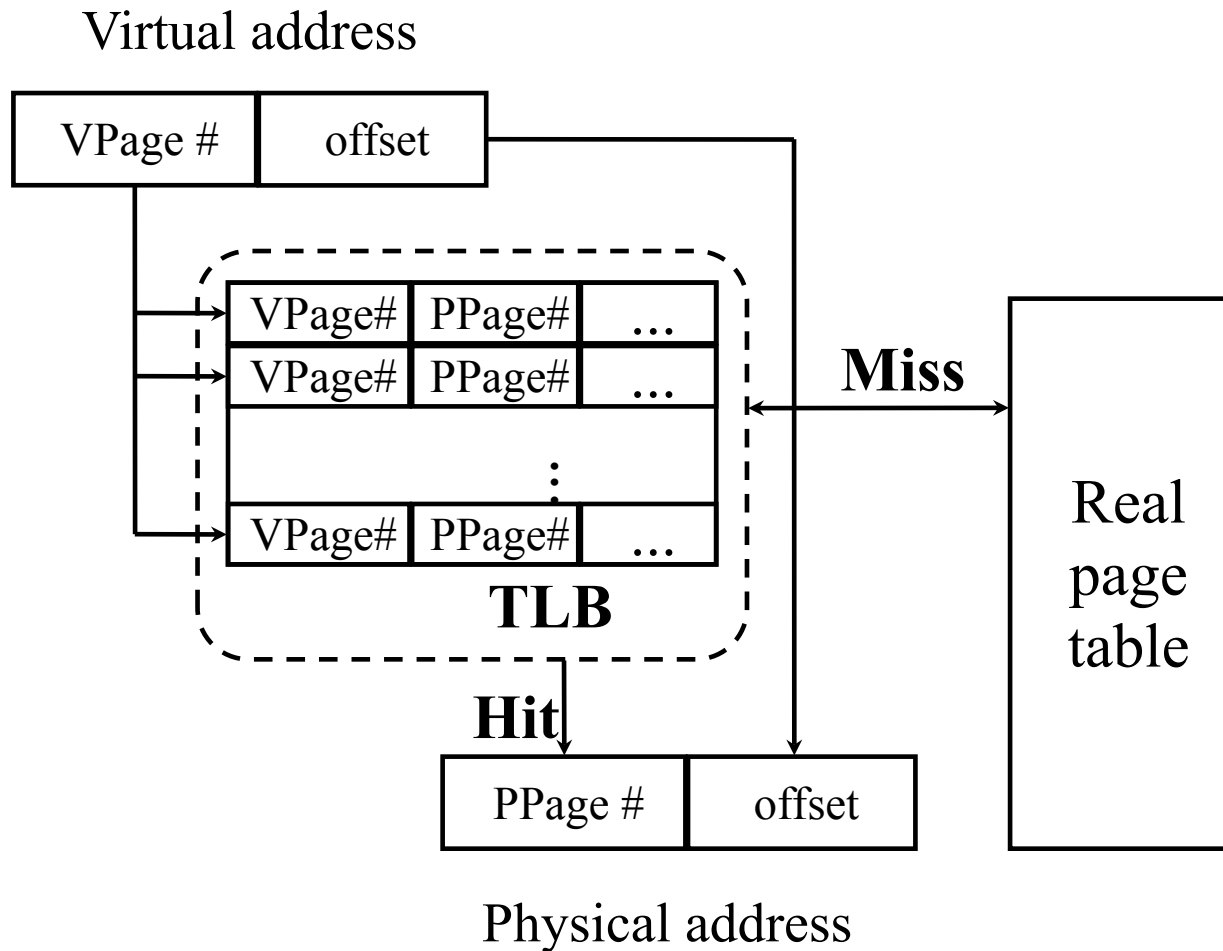 Virtual address
VPage # offset
VPage# PPage# ...
VPage# PPage# ...
⋮
VPage# PPage# ...
TLB
Miss
Real
page
table
Hit
PPage # offset
Physical address